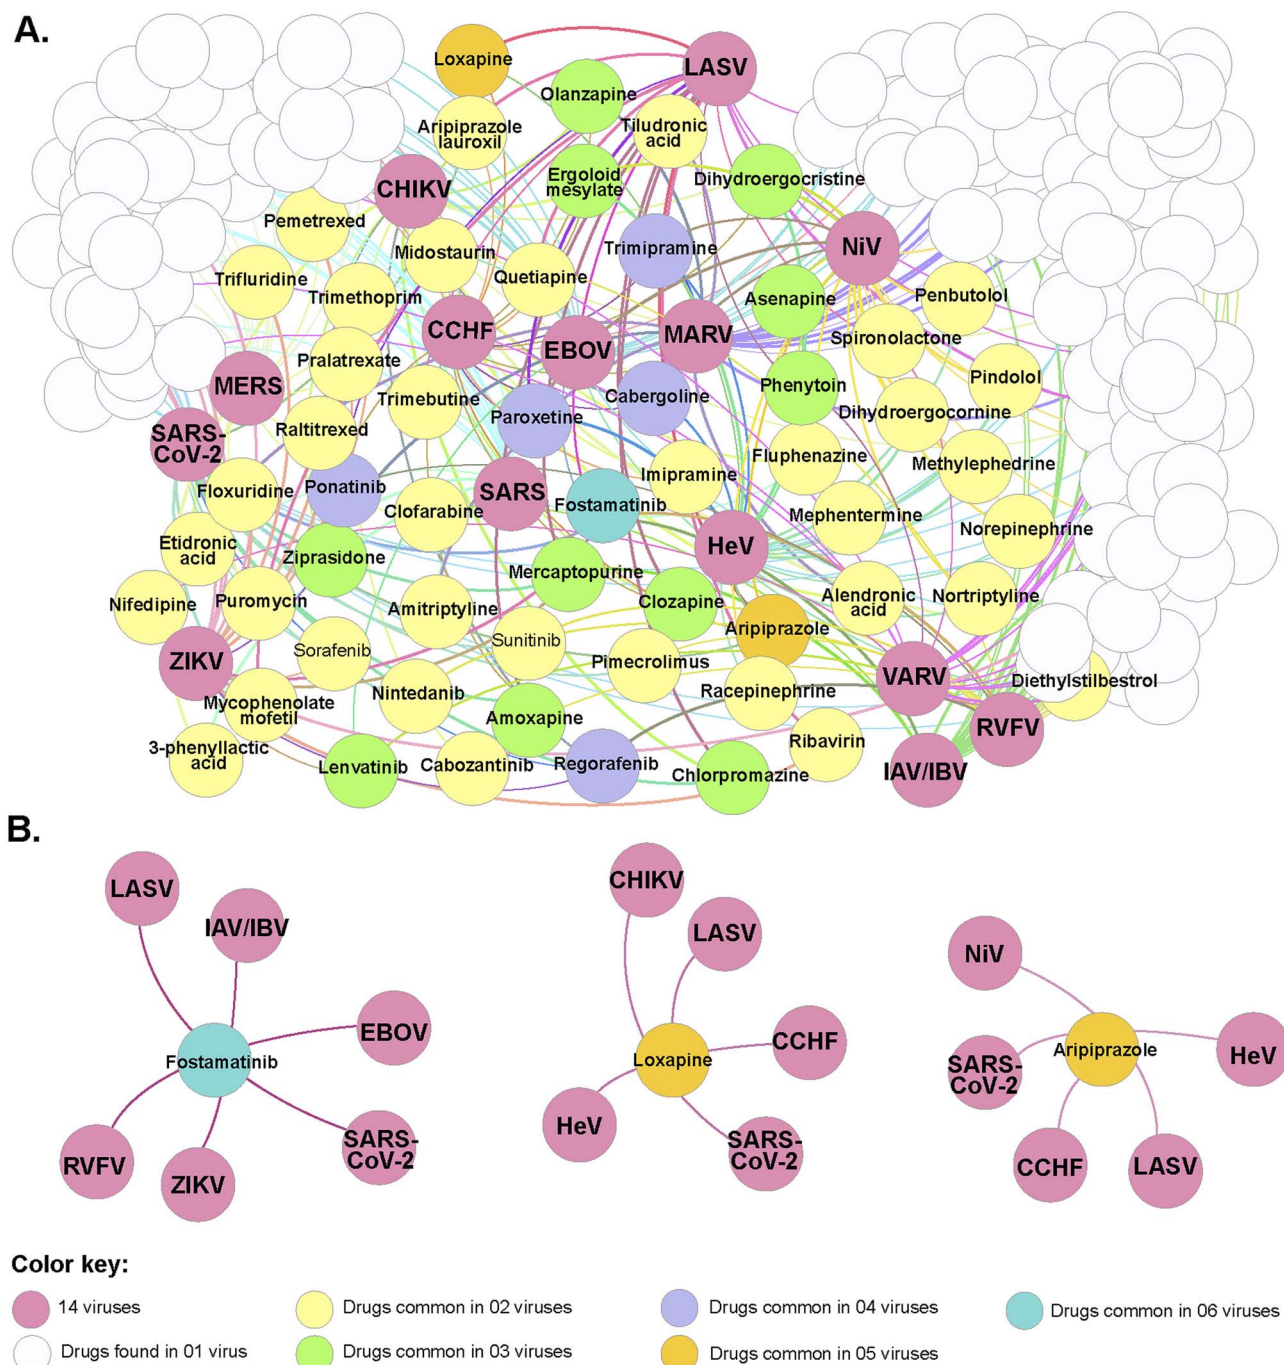 A.
Loxapine
LASV
Olanzapine
Aripiprazole
lauroxil
Tiludronic
acid
CHIKV
Ergoloid
mesylate
Dihydroergocristine
Pemetrexed
Midostaurin
Trimipramine
NiV
Trifluridine
Trimethoprim
Quetiapine
Asenapine
Penbutolol
CCHF
EBOV
MARV
Spironolactone
Pralatrexate
MERS
Trimebutine
Paroxetine
Cabergoline
Phenytoin
Pindolol
Dihydroergocornine
SARS-
CoV-2
Raltitrexed
Imipramine
Fluphenazine
Methylephedrine
Floxuridine
Ponatinib
Clofarabine
SARS
Fostamatinib
Mephentermine
Norepinephrine
Etidronic
acid
Ziprasidone
HeV
Mercaptopurine
Nifedipine
Puromycin
Amitriptyline
Clozapine
Alendronic
acid
Nortriptyline
Aripiprazole
ZIKV
Sorafenib
Sunitinib
Pimecrolimus
VARV
Diethylstilbestrol
Mycophenolate
mofetil
Nintedanib
Racepinephrine
Amoxapine
RVFV
3-phenyllactic
acid
Lenvatinib
Cabozantinib
Regorafenib
Chlorpromazine
Ribavirin
IAV/IBV
B.
LASV
IAV/IBV
EBOV
Fostamatinib
SARS-
CoV-2
RVFV
ZIKV
CHIKV
LASV
CCHF
Loxapine
HeV
SARS-
CoV-2
NiV
Aripiprazole
HeV
SARS-
CoV-2
CCHF
LASV
Color key:
14 viruses
Drugs common in 02 viruses
Drugs common in 04 viruses
Drugs common in 06 viruses
Drugs found in 01 virus
Drugs common in 03 viruses
Drugs common in 05 viruses